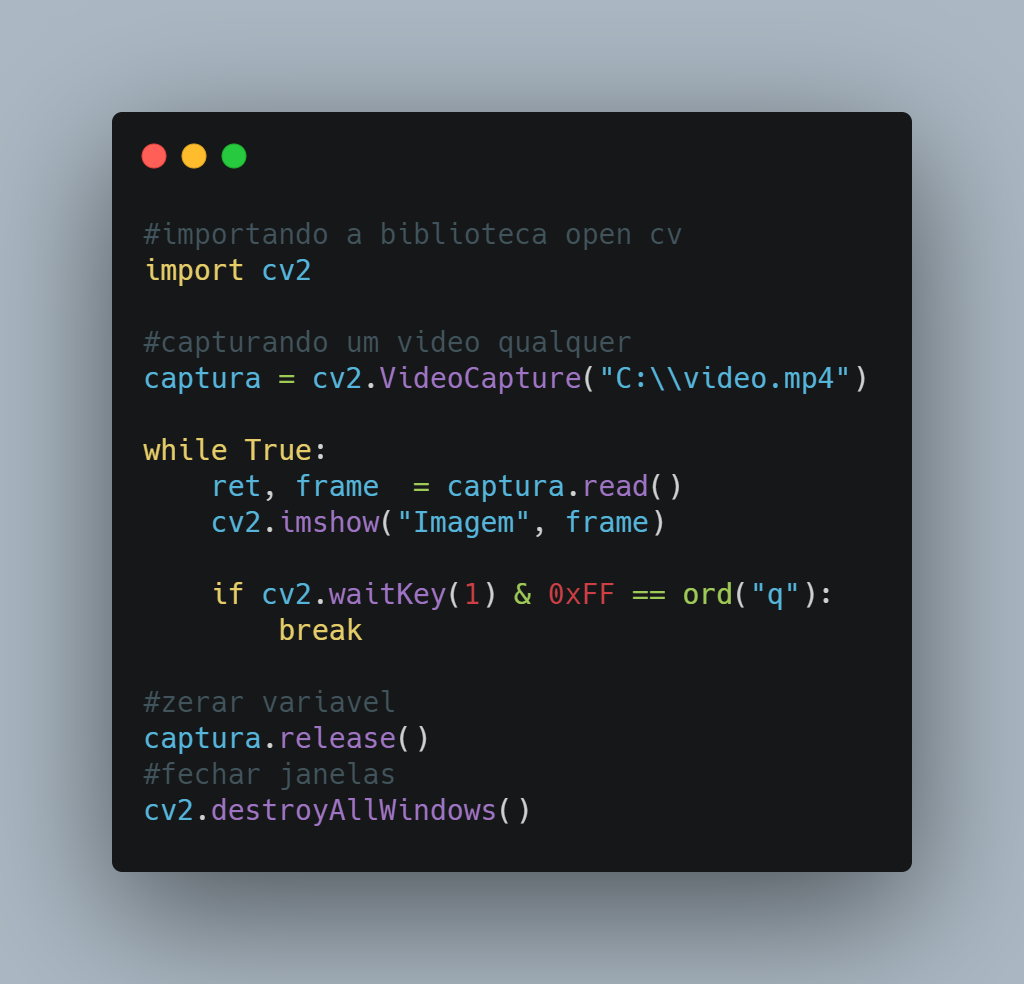 #importando a biblioteca open cv
import cv2

#capturando um video qualquer
captura = cv2.VideoCapture("C:\\video.mp4")

while True:
    ret, frame  = captura.read()
    cv2.imshow("Imagem", frame)

    if cv2.waitKey(1) & 0xFF == ord("q"):
        break

#zerar variavel
captura.release()
#fechar janelas
cv2.destroyAllWindows()